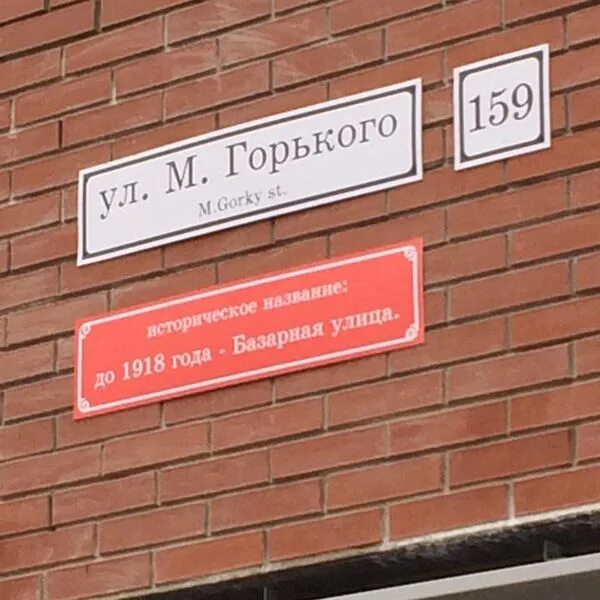 ул. М. Горького
M.Gorky st.
159
историческое название:
до 1918 года - Базарная улица.